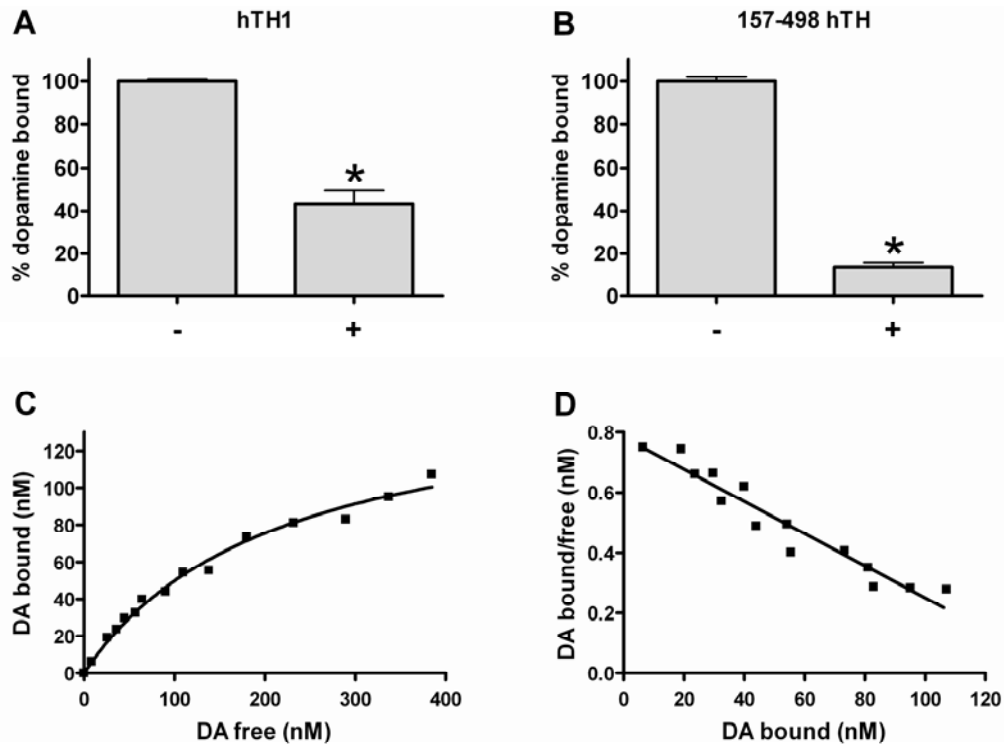 A
hTH1
% dopamine bound
100
80
60
40
20
0
*
- +
B
157-498 hTH
% dopamine bound
100
80
60
40
20
0
*
- +
C
DA bound (nM)
120
100
80
60
40
20
0
0 100 200 300 400
DA free (nM)
D
DA bound/free (nM)
0.8
0.6
0.4
0.2
0.0
0 20 40 60 80 100 120
DA bound (nM)